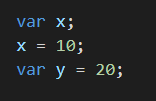 var x;
x = 10;
var y = 20;